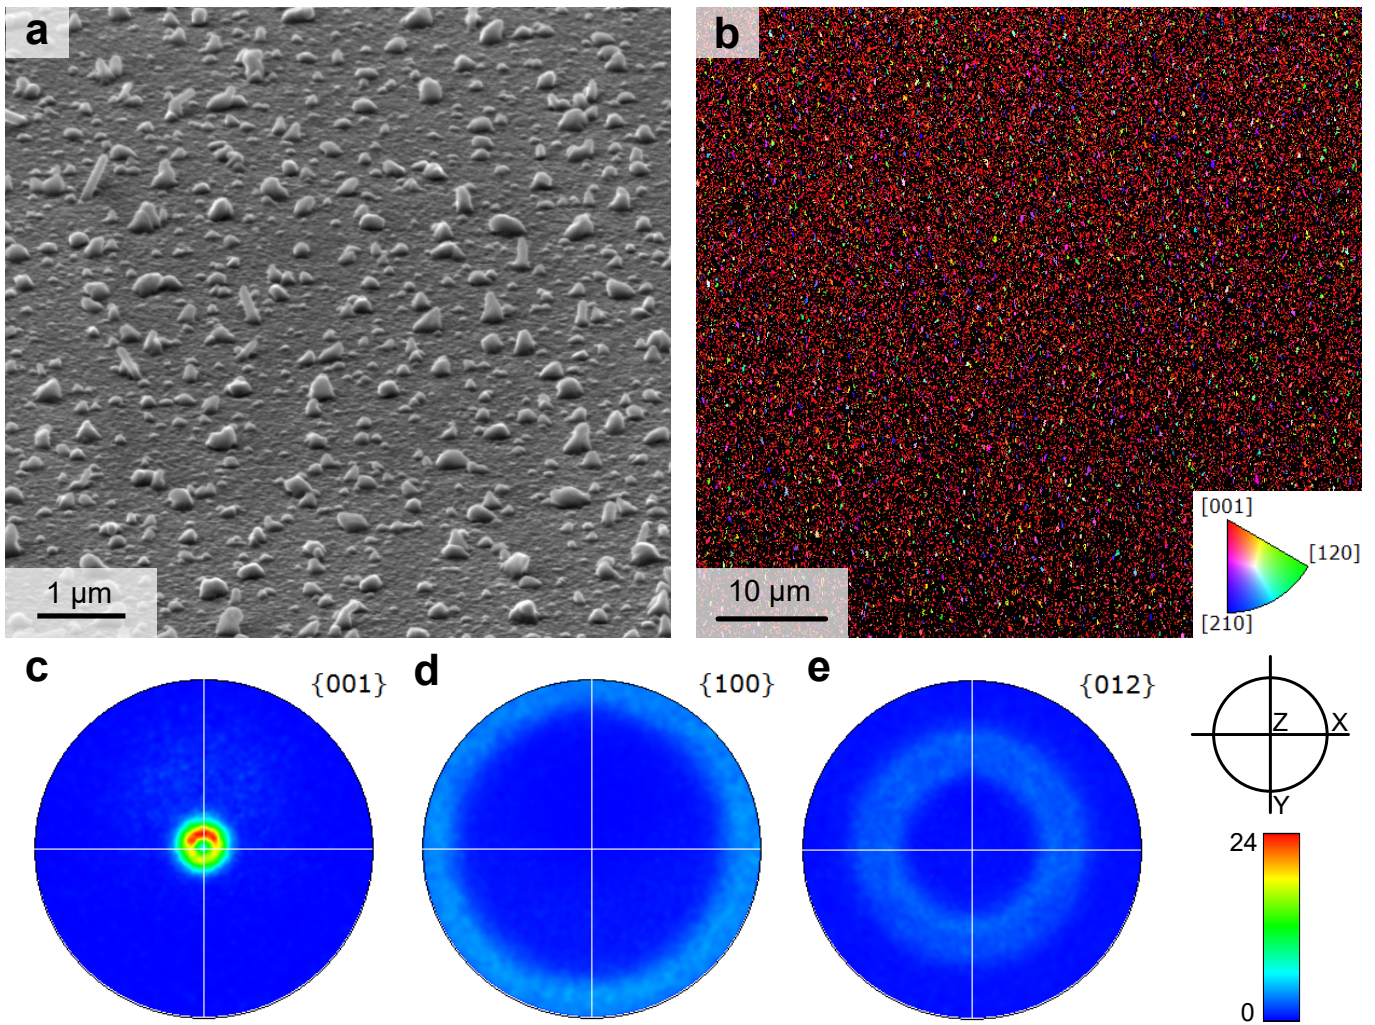 a
1 µm
b
10 µm
[001]
[120]
[210]
c
{001}
d
{100}
e
{012}
Z
X
Y
24
0